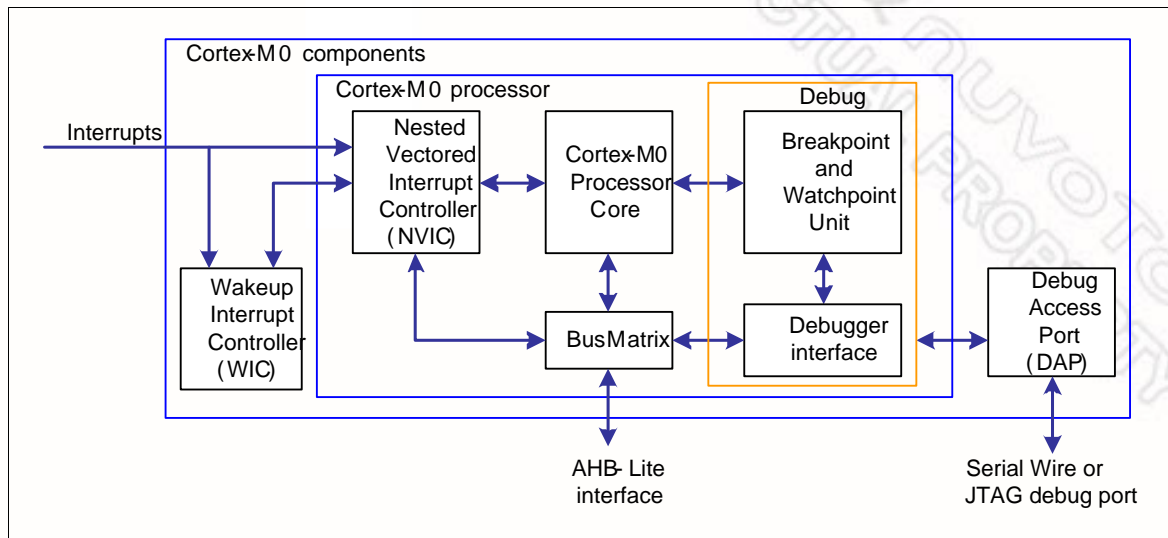 Cortex-M0 components
Cortex-M0 processor
Debug
Interrupts
Nested
Vectored
Interrupt
Controller
(NVIC)
Cortex-M0
Processor
Core
Breakpoint
and
Watchpoint
Unit
Wakeup
Interrupt
Controller
(WIC)
BusMatrix
Debugger
interface
Debug
Access
Port
(DAP)
AHB-Lite
interface
Serial Wire or
JTAG debug port